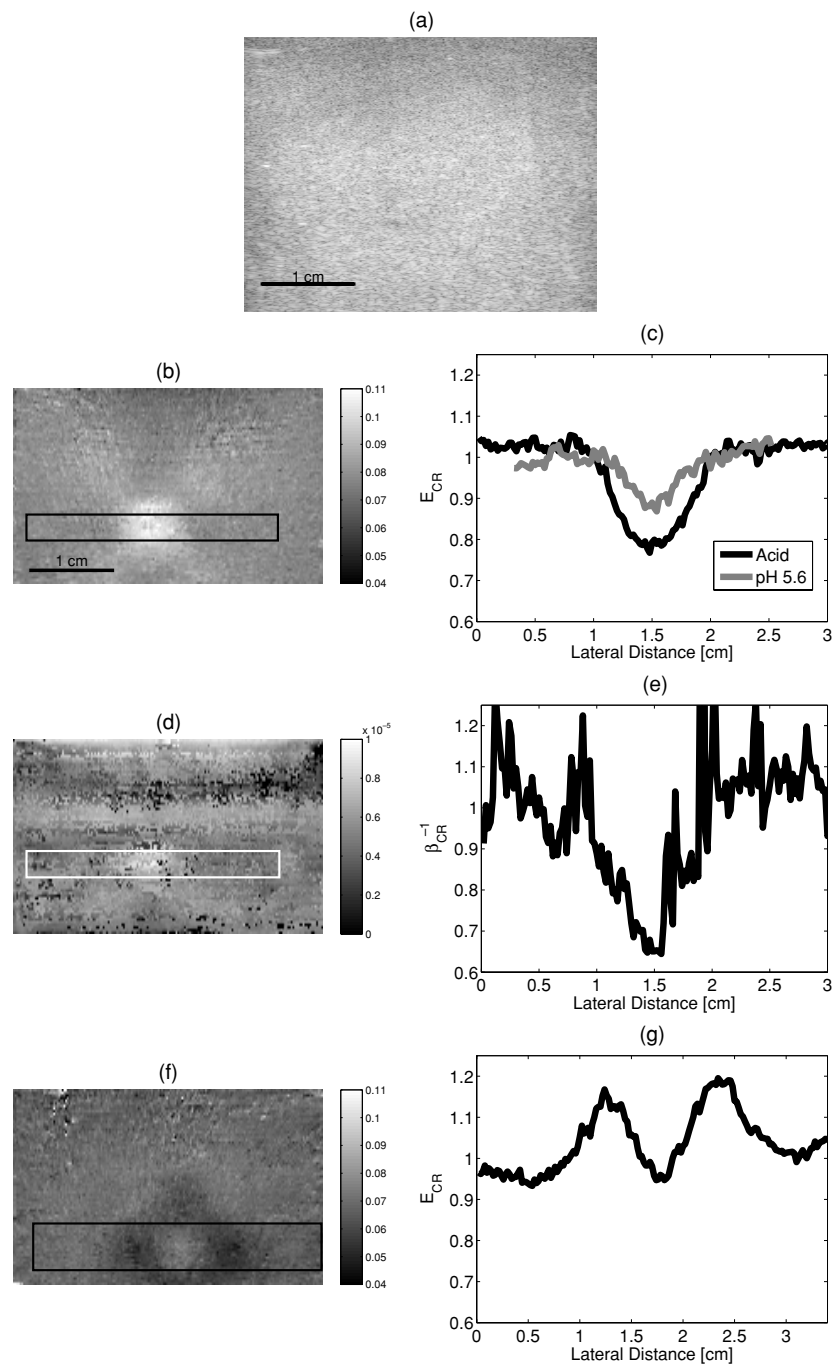 (a)
1 cm
(b)
0.11
0.1
0.09
0.08
0.07
0.06
0.05
0.04
1 cm
(c)
1.2
1.1
1
0.9
0.8
0.7
0.6
E_CR
0 0.5 1 1.5 2 2.5 3
Lateral Distance [cm]
Acid
pH 5.6
(d)
x 10⁻⁵
1
0.8
0.6
0.4
0.2
0
(e)
1.2
1.1
1
0.9
0.8
0.7
0.6
β_CR⁻¹
0 0.5 1 1.5 2 2.5 3
Lateral Distance [cm]
(f)
0.11
0.1
0.09
0.08
0.07
0.06
0.05
0.04
(g)
1.2
1.1
1
0.9
0.8
0.7
0.6
E_CR
0 0.5 1 1.5 2 2.5 3
Lateral Distance [cm]